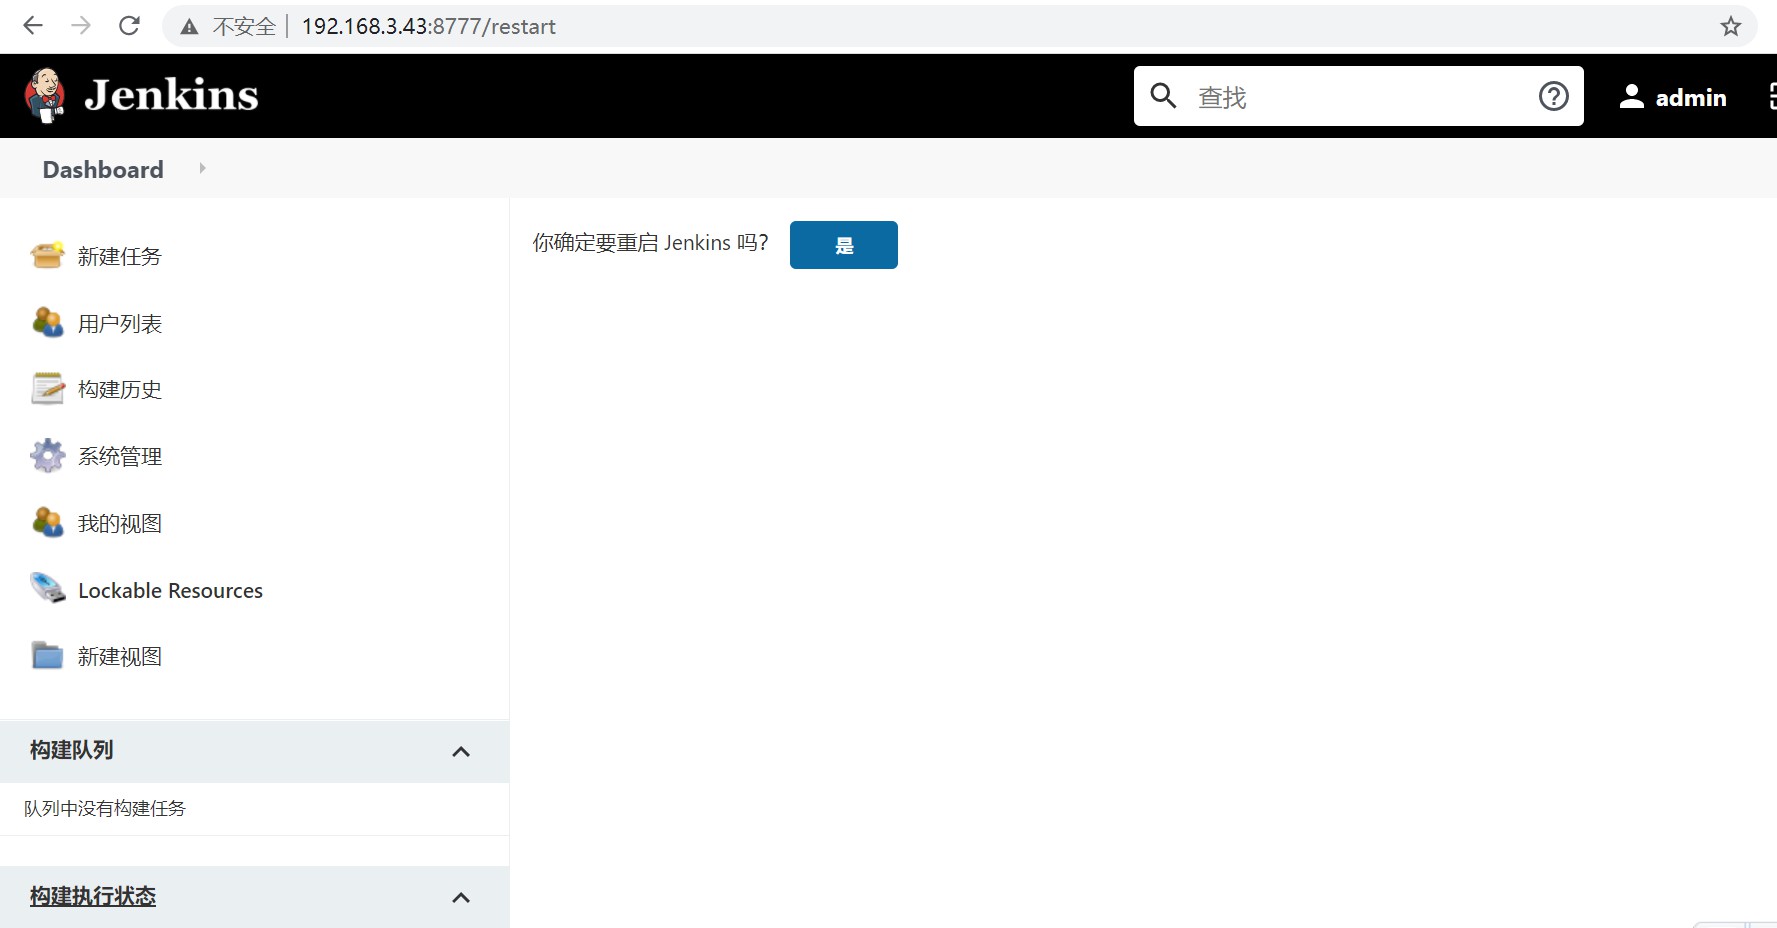 不安全 | 192.168.3.43:8777/restart
Jenkins
查找
admin
Dashboard
新建任务
你确定要重启 Jenkins 吗？
是
用户列表
构建历史
系统管理
我的视图
Lockable Resources
新建视图
构建队列
队列中没有构建任务
构建执行状态